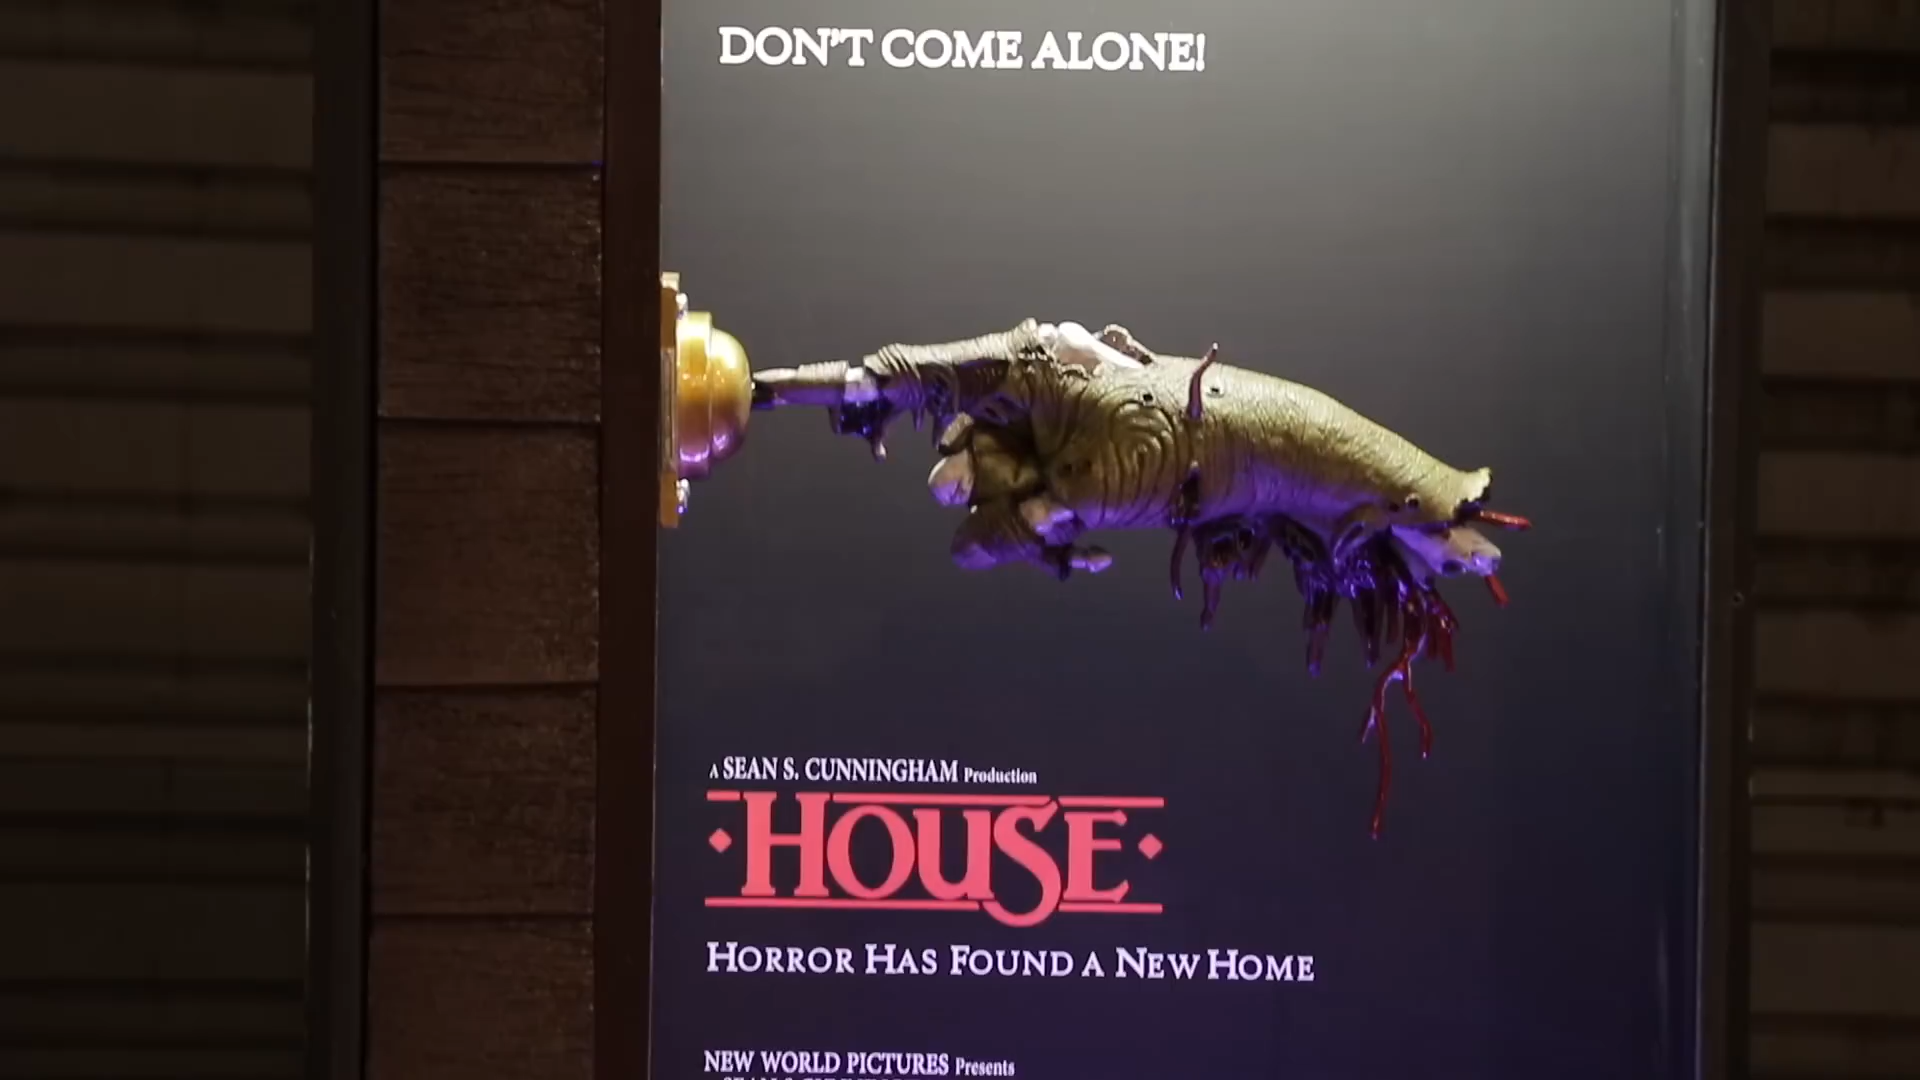 DON'T COME ALONE!
A SEAN S. CUNNINGHAM Production
HOUSE
HORROR HAS FOUND A NEW HOME
NEW WORLD PICTURES Presents